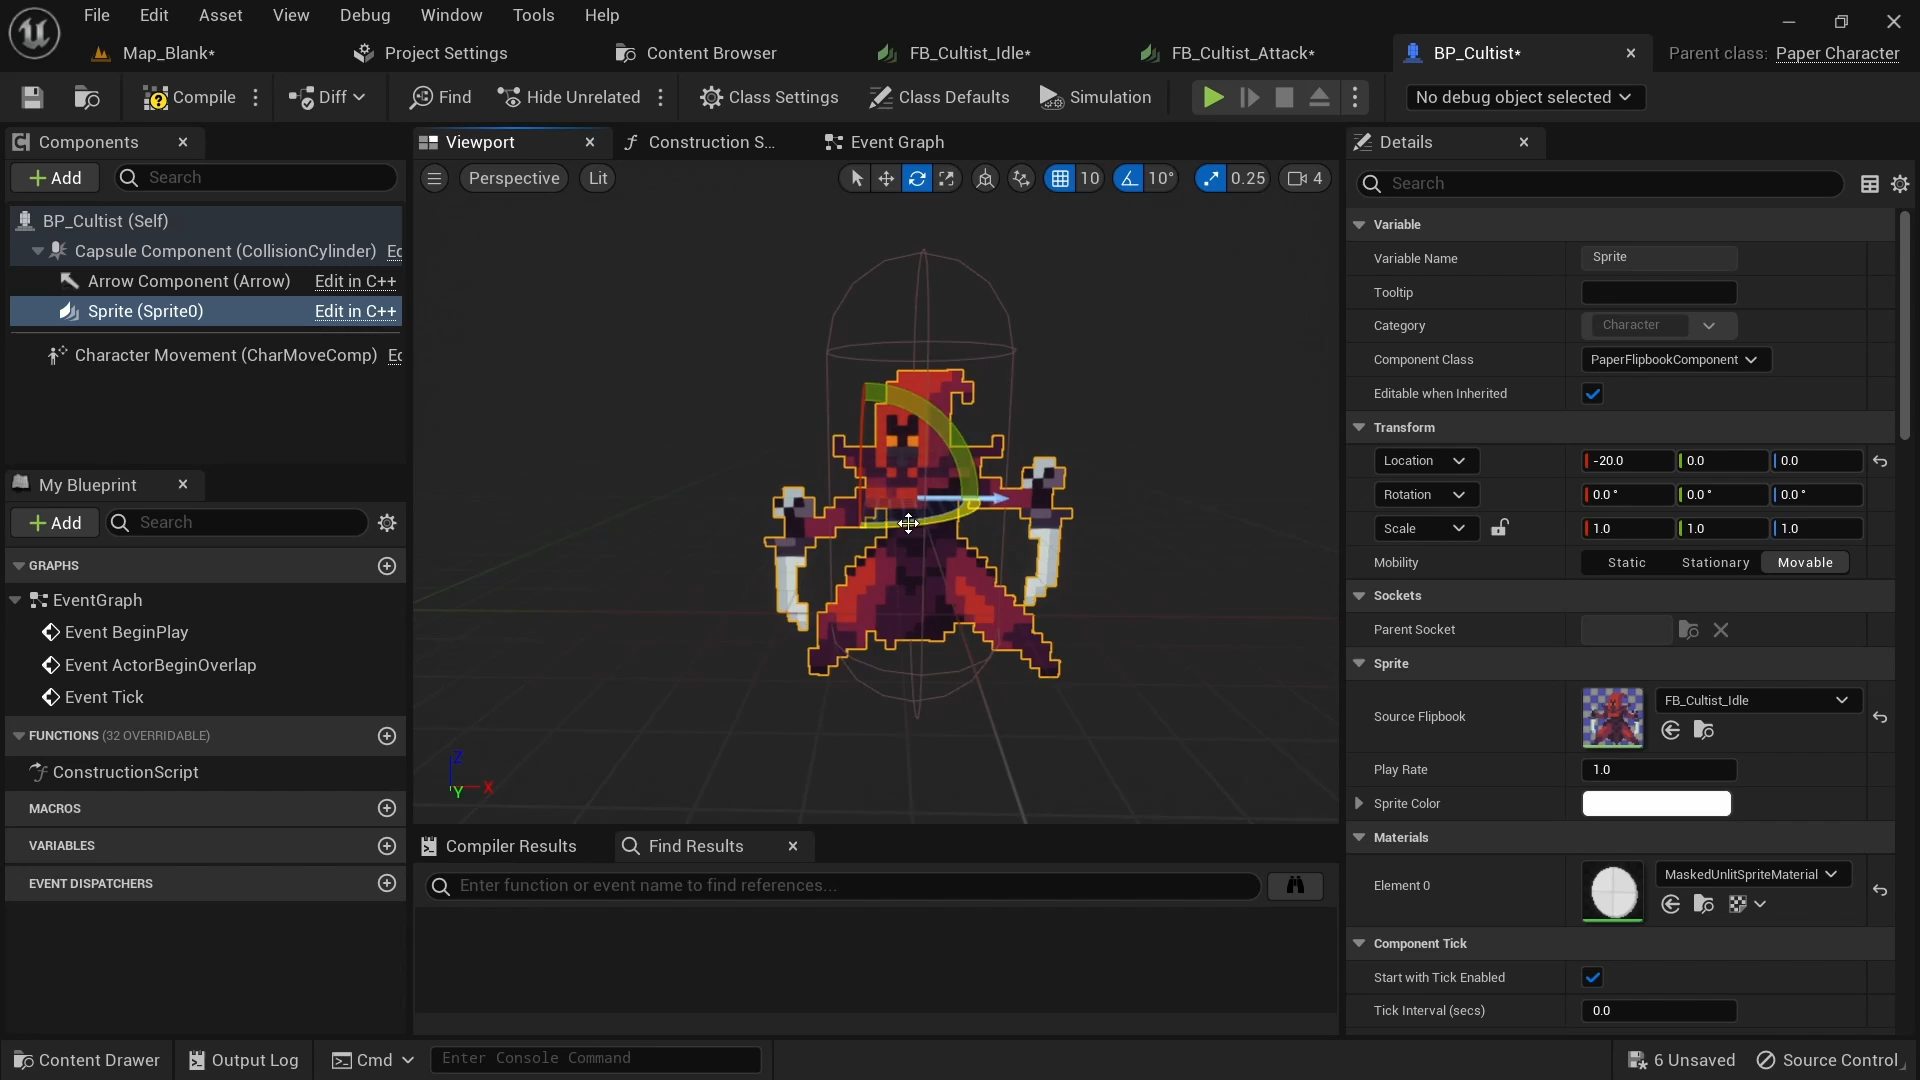 File Edit Asset View Debug Window Tools Help
Map_Blank* Project Settings Content Browser FB_Cultist_Idle* FB_Cultist_Attack* BP_Cultist* Parent class: Paper Character
Compile Diff Find Hide Unrelated Class Settings Class Defaults Simulation No debug object selected
Components Viewport Construction S... Event Graph Details
Add Search Perspective Lit 10 10° 0.25 4 Search
BP_Cultist (Self)
Capsule Component (CollisionCylinder)
Arrow Component (Arrow) Edit in C++
Sprite (Sprite0) Edit in C++
Character Movement (CharMoveComp)
Z
X
Y
My Blueprint
Add Search
GRAPHS
EventGraph
Event BeginPlay
Event ActorBeginOverlap
Event Tick
FUNCTIONS (32 OVERRIDABLE)
ConstructionScript
MACROS
VARIABLES
EVENT DISPATCHERS
Compiler Results Find Results
Enter function or event name to find references...
Variable
Variable Name Sprite
Tooltip
Category Character
Component Class PaperFlipbookComponent
Editable when Inherited
Transform
Location -20.0 0.0 0.0
Rotation 0.0 ° 0.0 ° 0.0 °
Scale 1.0 1.0 1.0
Mobility Static Stationary Movable
Sockets
Parent Socket
Sprite
Source Flipbook FB_Cultist_Idle
Play Rate 1.0
Sprite Color
Materials
Element 0 MaskedUnlitSpriteMaterial
Component Tick
Start with Tick Enabled
Tick Interval (secs) 0.0
Content Drawer Output Log Cmd Enter Console Command 6 Unsaved Source Control